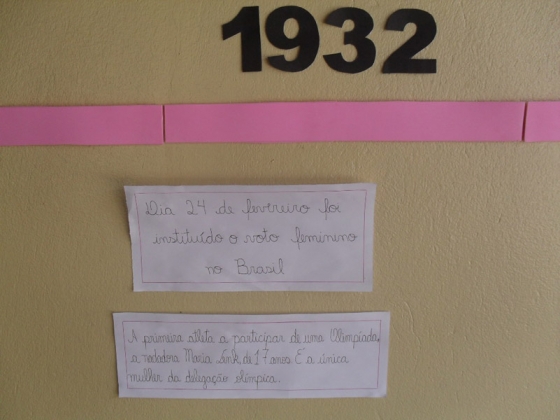 1932
Dia 24 de fevereiro foi
instituído o voto feminino
no Brasil
A primeira atleta a participar de uma Olimpíada,
a nadadora Maria Lenk, de 17 anos. É a única
mulher da delegação olímpica.